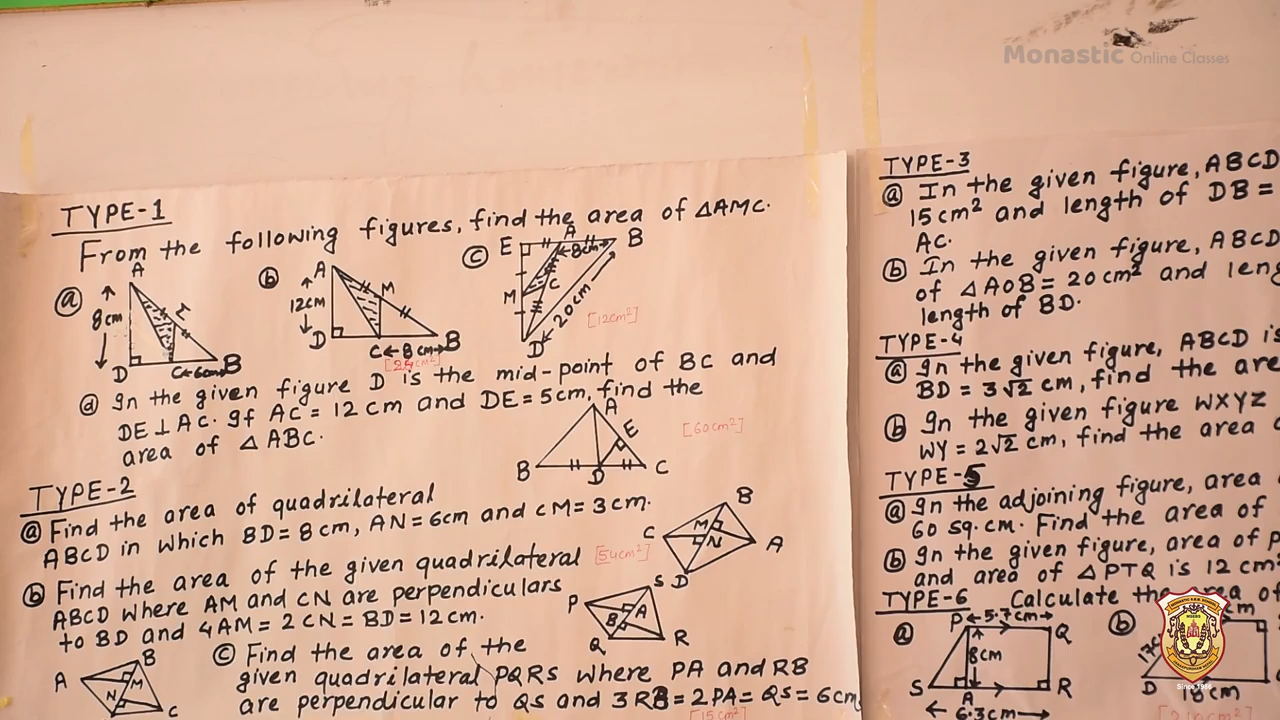 Monastic Online Classes
TYPE-1
From the following figures, find the area of ΔAMC.
ⓐ A 8cm D C 6cm B
ⓑ A 12cm M D C 8cm B
[24cm²]
ⓒ E A B 8cm M C 20cm D
[12cm²]
ⓓ In the given figure D is the mid-point of BC and
DE⊥AC. If AC = 12 cm and DE = 5cm, find the
area of ΔABC.
A E B D C
[60cm²]
TYPE-2
ⓐ Find the area of quadrilateral
ABCD in which BD = 8cm, AN = 6cm and CM = 3cm.
B C M N A D
[54cm²]
ⓑ Find the area of the given quadrilateral
ABCD where AM and CN are perpendiculars
to BD and 4AM = 2CN = BD = 12cm.
P S A B Q R
A B M N C
ⓒ Find the area of the
given quadrilateral PQRS where PA and RB
are perpendicular to QS and 3RB = 2PA = QS = 6cm
[15cm²]
TYPE-3
ⓐ In the given figure, ABCD
15cm² and length of DB =
AC.
ⓑ In the given figure, ABCD
of ΔAOB = 20cm² and
length of BD.
TYPE-4
ⓐ In the given figure, ABCD is
BD = 3√2 cm, find the
ⓑ In the given figure WXYZ
WY = 2√2 cm, find the area
TYPE-5
ⓐ In the adjoining figure, area
60 sq.cm. Find the area of
ⓑ In the given figure, area of
and area of ΔPTQ is 12 cm²
TYPE-6 Calculate the area of
ⓐ P 5.7cm Q 8cm S A R 6.3cm
ⓑ D 18cm
Since 1986